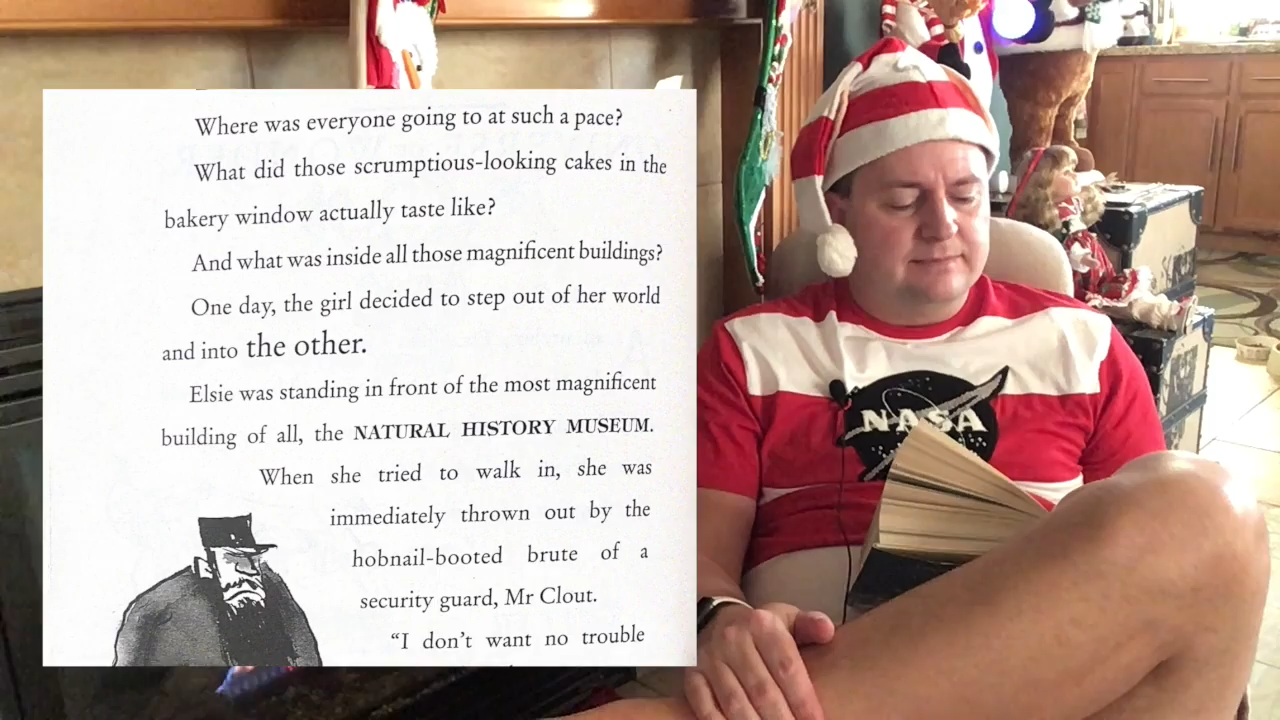 Where was everyone going to at such a pace?
What did those scrumptious-looking cakes in the
bakery window actually taste like?
And what was inside all those magnificent buildings?
One day, the girl decided to step out of her world
and into the other.
Elsie was standing in front of the most magnificent
building of all, the NATURAL HISTORY MUSEUM.
When she tried to walk in, she was
immediately thrown out by the
hobnail-booted brute of a
security guard, Mr Clout.
"I don't want no trouble
NASA